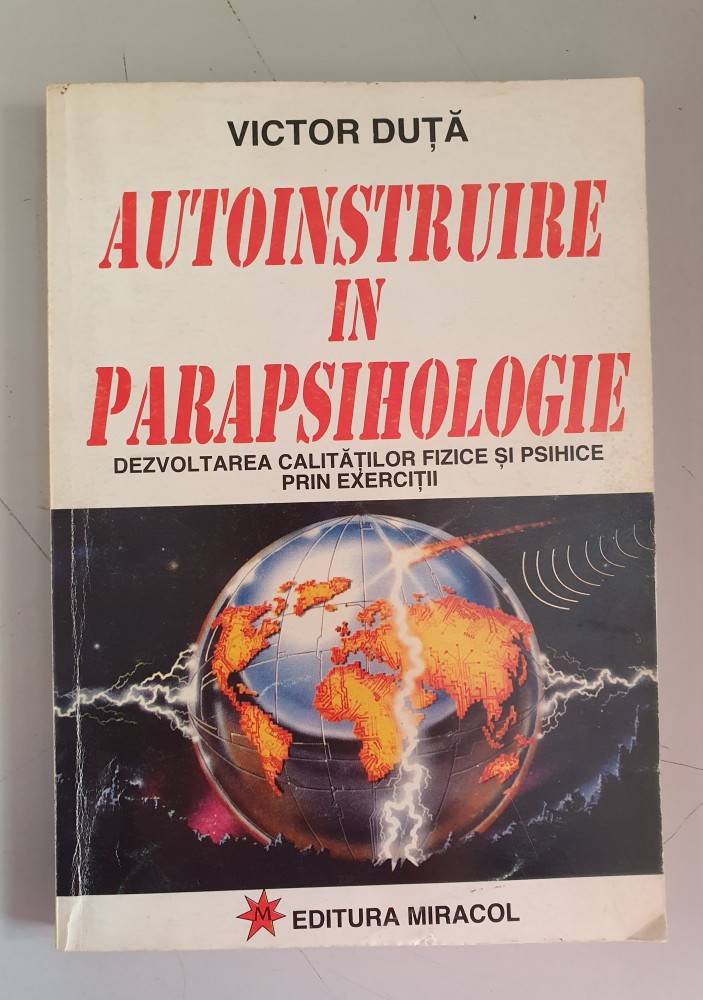 VICTOR DUȚĂ
AUTOINSTRUIRE
IN
PARAPSIHOLOGIE
DEZVOLTAREA CALITĂȚILOR FIZICE ȘI PSIHICE
PRIN EXERCIȚII
M EDITURA MIRACOL